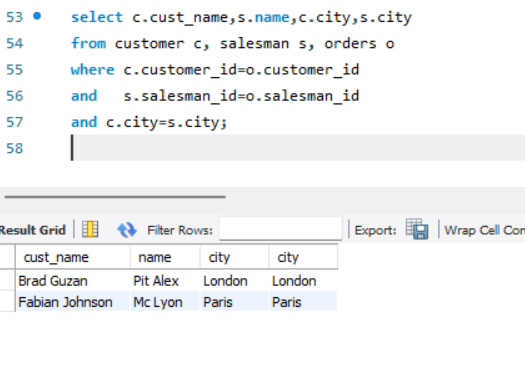 53 select c.cust_name,s.name,c.city,s.city
54 from customer c, salesman s, orders o
55 where c.customer_id=o.customer_id
56 and s.salesman_id=o.salesman_id
57 and c.city=s.city;
58
Result Grid Filter Rows: Export: Wrap Cell Con
cust_name name city city
Brad Guzan Pit Alex London London
Fabian Johnson Mc Lyon Paris Paris